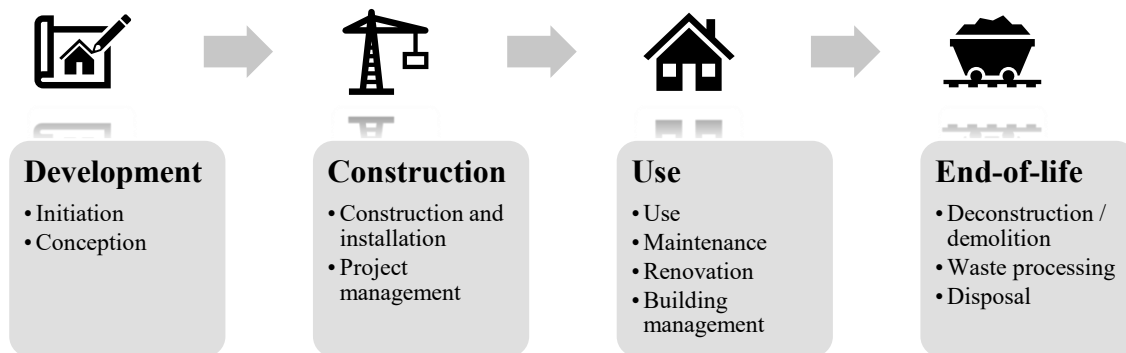 Development
• Initiation
• Conception
Construction
• Construction and
installation
• Project
management
Use
• Use
• Maintenance
• Renovation
• Building
management
End-of-life
• Deconstruction /
demolition
• Waste processing
• Disposal